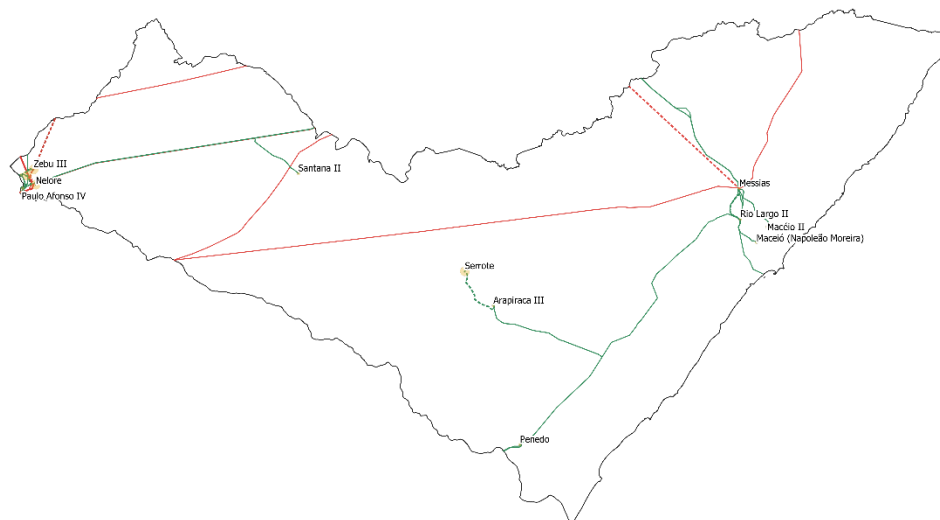 Zebu III
Nelore
Paulo Afonso IV
Santana II
Messias
Rio Largo II
Macéio II
Maceió (Napoleão Moreira)
Serrote
Arapiraca III
Penedo